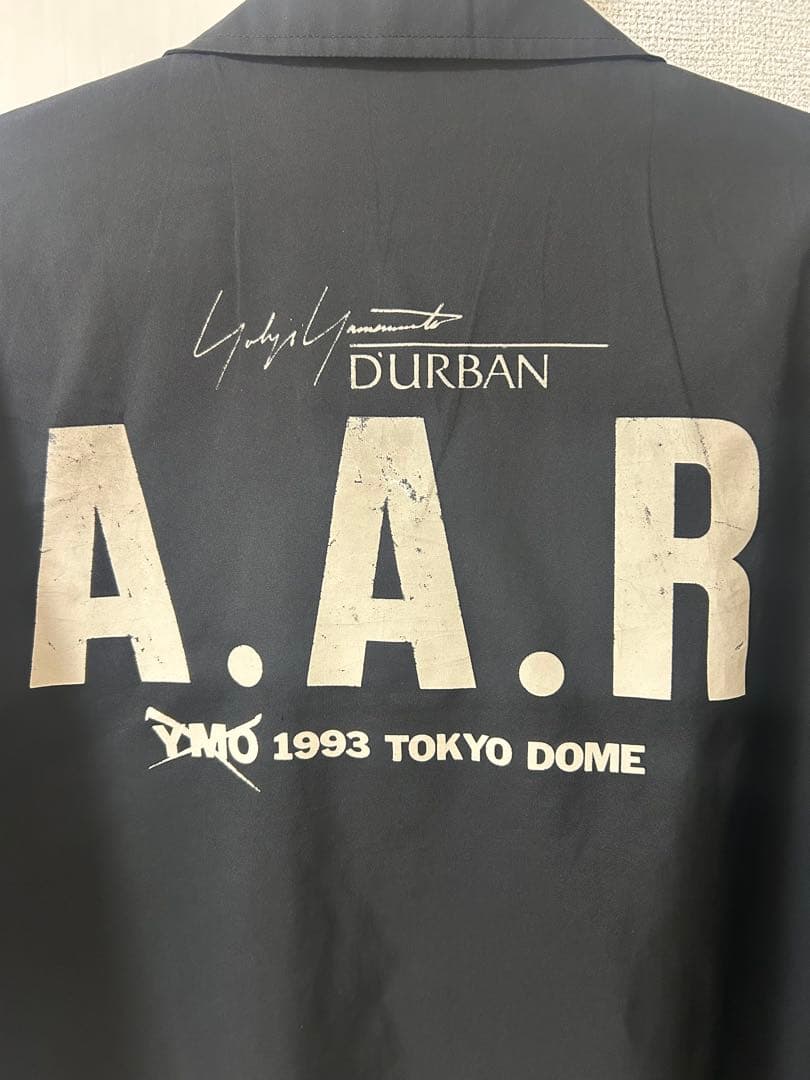 Yohji Yamamoto
D'URBAN
A.A.R
YMO 1993 TOKYO DOME